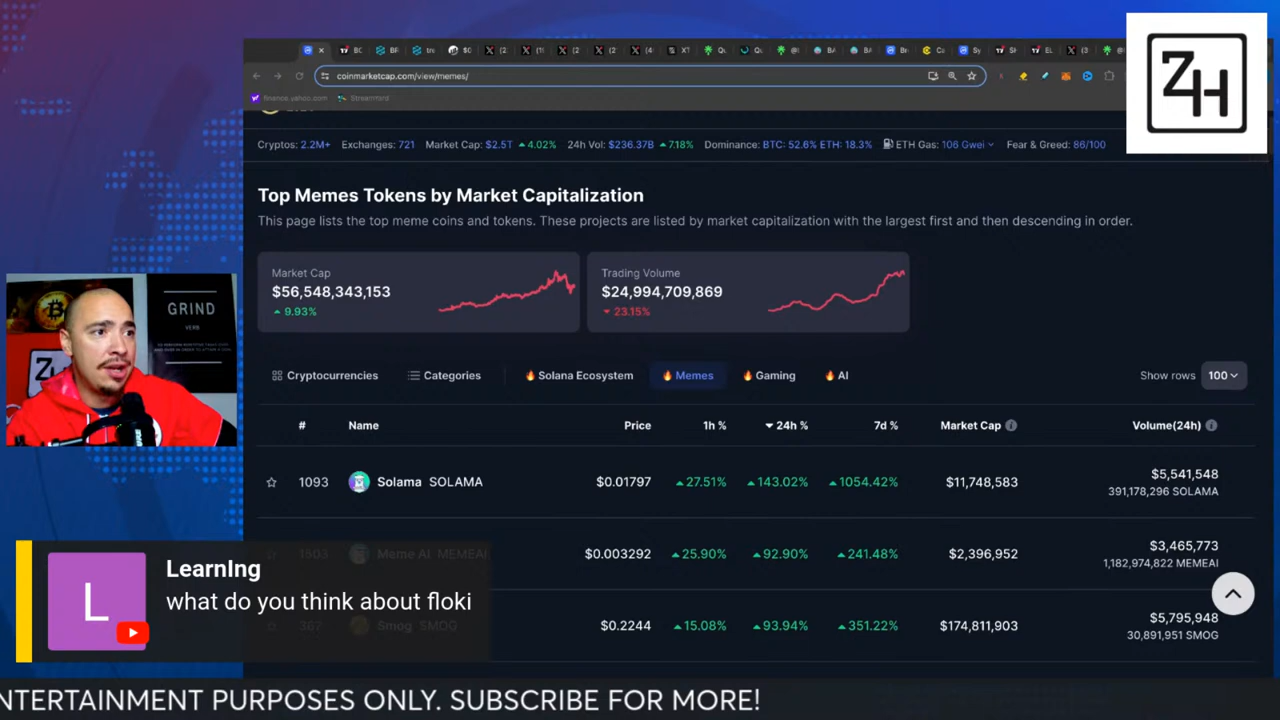 coinmarketcap.com/view/memes/
finance.yahoo.com
Cryptos: 2.2M+ Exchanges: 721 Market Cap: $2.5T 4.02% 24h Vol: $236.37B 7.18% Dominance: BTC: 52.6% ETH: 18.3% ETH Gas: 106 Gwei Fear & Greed: 86/100
ZH
Top Memes Tokens by Market Capitalization
This page lists the top meme coins and tokens. These projects are listed by market capitalization with the largest first and then descending in order.
Market Cap
$56,548,343,153
9.93%
Trading Volume
$24,994,709,869
23.15%
GRIND
VERB
Cryptocurrencies Categories Solana Ecosystem Memes Gaming AI Show rows 100
# Name Price 1h % 24h % 7d % Market Cap Volume(24h)
1093 Solama SOLAMA $0.01797 27.51% 143.02% 1054.42% $11,748,583 $5,541,548
391,178,296 SOLAMA
1503 Meme AI MEMEAI $0.003292 25.90% 92.90% 241.48% $2,396,952 $3,465,773
1,182,974,822 MEMEAI
367 Smog SMOG $0.2244 15.08% 93.94% 351.22% $174,811,903 $5,795,948
30,891,951 SMOG
L
LearnIng
what do you think about floki
NTERTAINMENT PURPOSES ONLY. SUBSCRIBE FOR MORE!